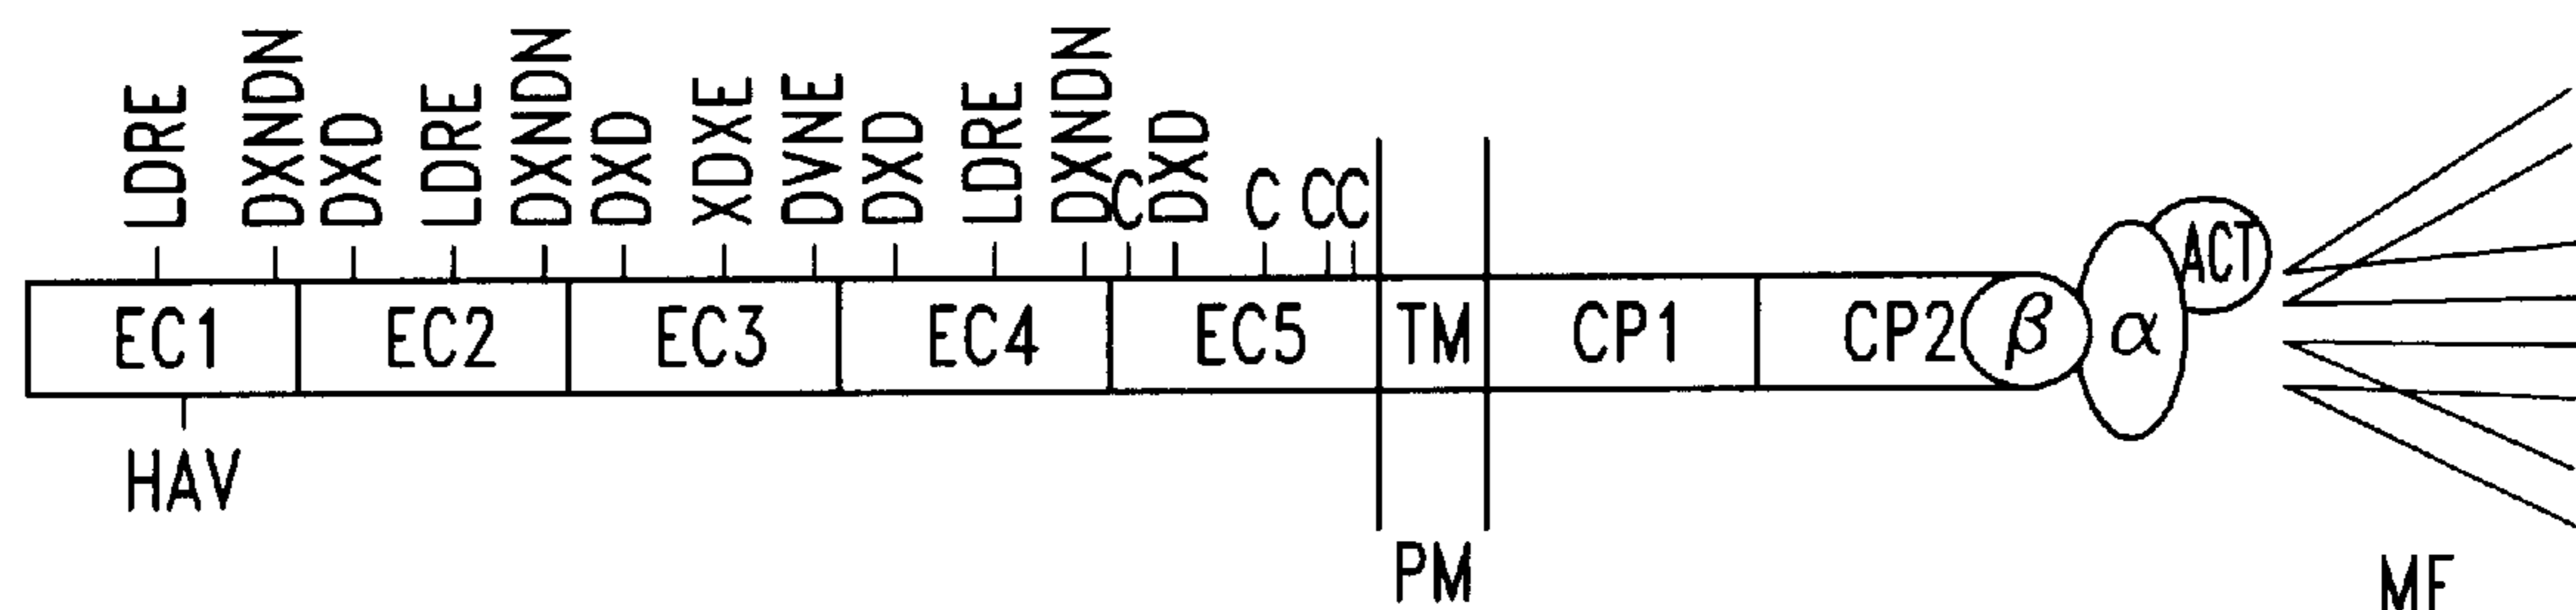 LDRE DXNDN DXD LDRE DXNDN DXD XDXE DVNE DXD LDRE DXNDN C DXD C C C
EC1 EC2 EC3 EC4 EC5 TM CP1 CP2 β α ACT
HAV
PM
MF